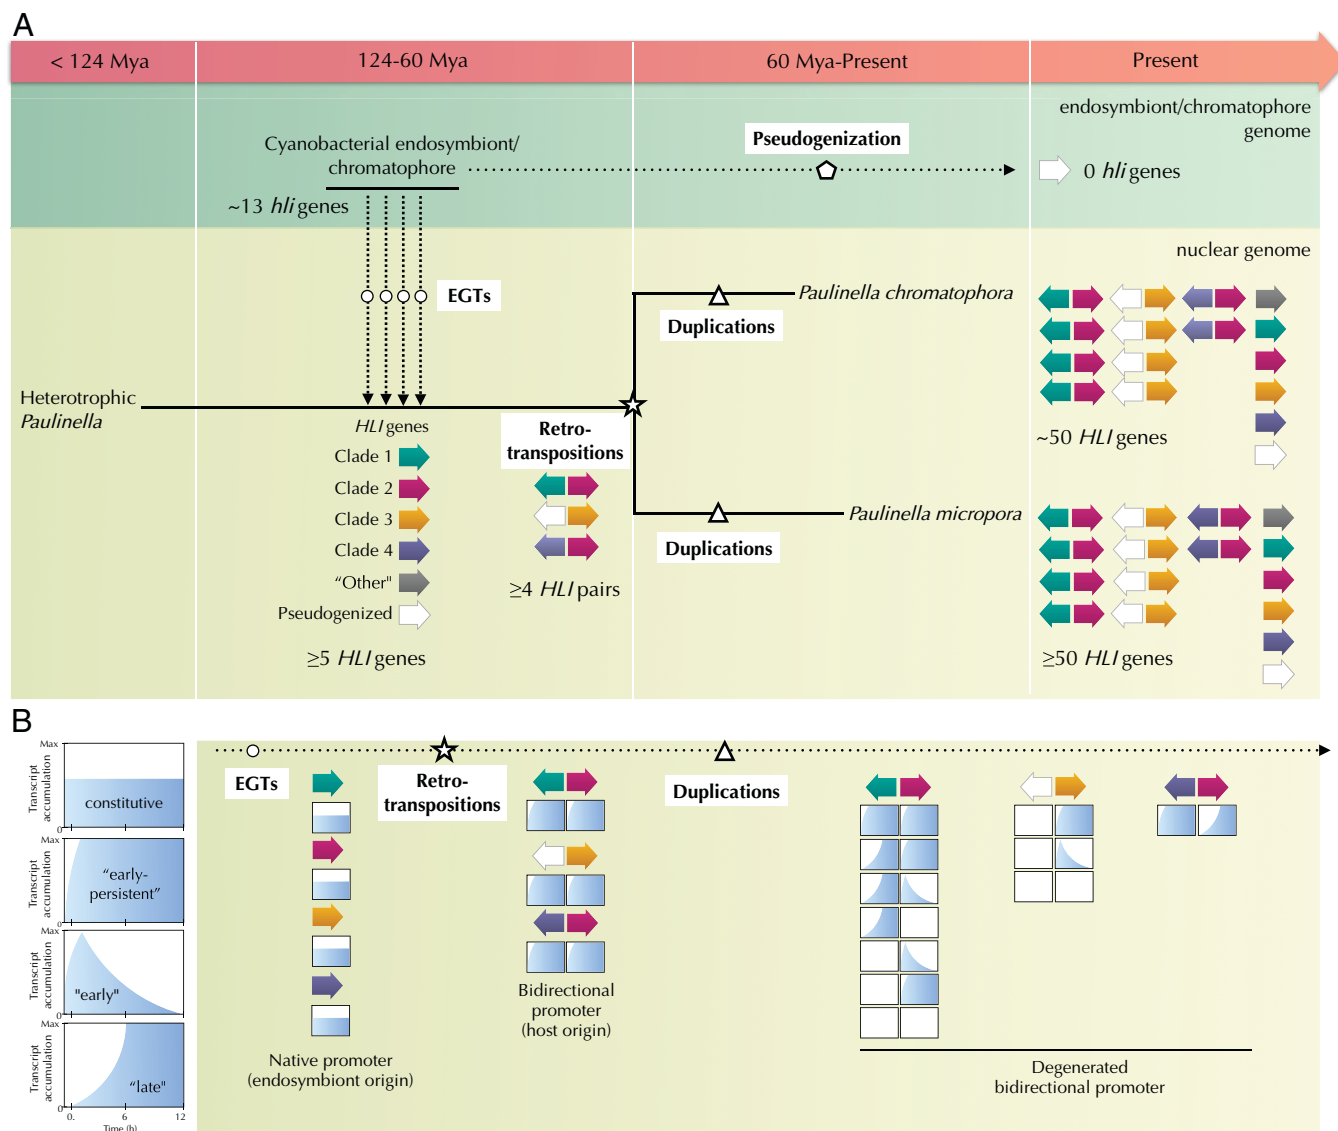 A
< 124 Mya
124-60 Mya
60 Mya-Present
Present
endosymbiont/chromatophore
genome
Cyanobacterial endosymbiont/
chromatophore
Pseudogenization
0 hli genes
~13 hli genes
nuclear genome
EGTs
Paulinella chromatophora
Duplications
Heterotrophic
Paulinella
HLI genes
Retro-
transpositions
~50 HLI genes
Clade 1
Clade 2
Clade 3
Clade 4
"Other"
Pseudogenized
≥4 HLI pairs
≥5 HLI genes
Paulinella micropora
Duplications
≥50 HLI genes
B
Max
Transcript
accumulation
constitutive
0
Max
Transcript
accumulation
"early-
persistent"
0
Max
Transcript
accumulation
"early"
0
Max
Transcript
accumulation
"late"
0
0. 6 12
Time (h)
EGTs
Retro-
transpositions
Duplications
Native promoter
(endosymbiont origin)
Bidirectional
promoter
(host origin)
Degenerated
bidirectional promoter